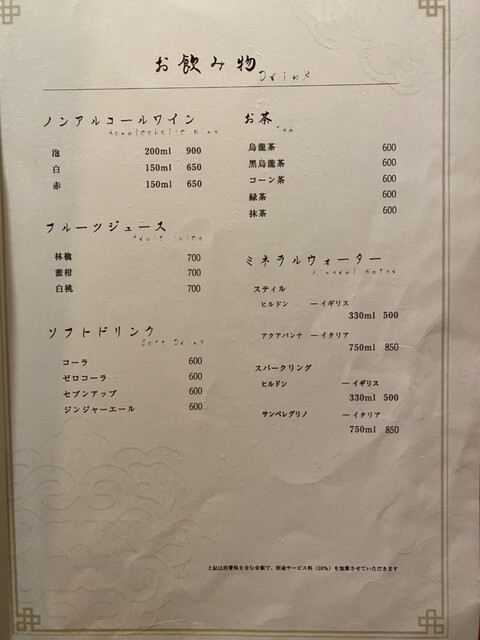 お飲み物
Drink
ノンアルコールワイン
Nonalcoholic Wine
泡 200ml 900
白 150ml 650
赤 150ml 650
フルーツジュース
林檎 700
蜜柑 700
白桃 700
ソフトドリンク
Soft Drink
コーラ 600
ゼロコーラ 600
セブンアップ 600
ジンジャーエール 600
お茶
Tea
烏龍茶 600
黒烏龍茶 600
コーン茶 600
緑茶 600
抹茶 600
ミネラルウォーター
Mineral Water
スティル
ヒルドン ーイギリス
330ml 500
アクアパンナ ーイタリア
750ml 850
スパークリング
ヒルドン ーイギリス
330ml 500
サンペレグリノ ーイタリア
750ml 850
上記は消費税を含む金額で、別途サービス料（10%）を加算させていただきます